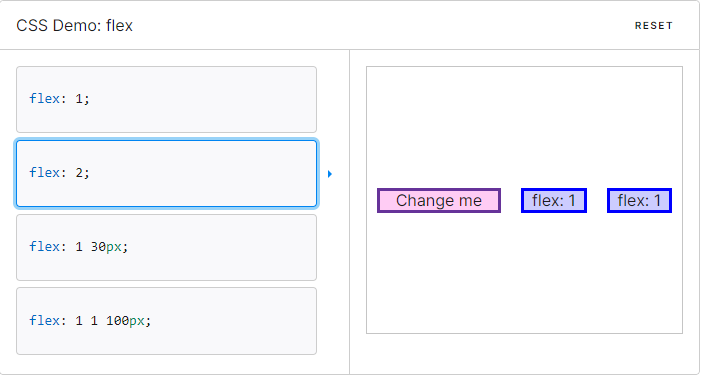 CSS Demo: flex
RESET
flex: 1;
flex: 2;
flex: 1 30px;
flex: 1 1 100px;
Change me
flex: 1
flex: 1